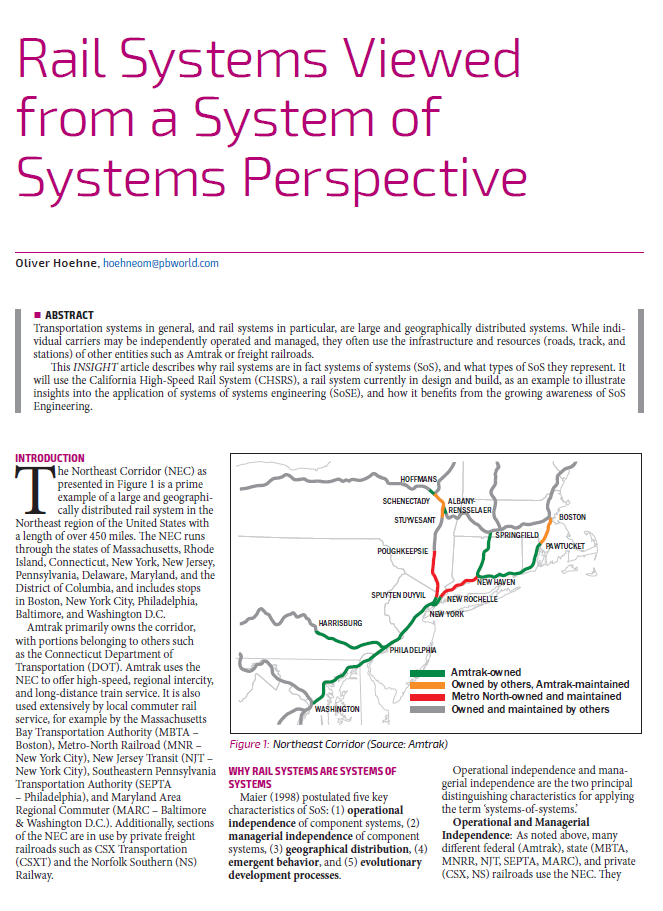 Rail Systems Viewed
from a System of
Systems Perspective
Oliver Hoehne, hoehneom@pbworld.com
■ ABSTRACT
Transportation systems in general, and rail systems in particular, are large and geographically distributed systems. While indi-
vidual carriers may be independently operated and managed, they often use the infrastructure and resources (roads, track, and
stations) of other entities such as Amtrak or freight railroads.
This INSIGHT article describes why rail systems are in fact systems of systems (SoS), and what types of SoS they represent. It
will use the California High-Speed Rail System (CHSRS), a rail system currently in design and build, as an example to illustrate
insights into the application of systems of systems engineering (SoSE), and how it benefits from the growing awareness of SoS
Engineering.
INTRODUCTION
The Northeast Corridor (NEC) as
presented in Figure 1 is a prime
example of a large and geographi-
cally distributed rail system in the
Northeast region of the United States with
a length of over 450 miles. The NEC runs
through the states of Massachusetts, Rhode
Island, Connecticut, New York, New Jersey,
Pennsylvania, Delaware, Maryland, and the
District of Columbia, and includes stops
in Boston, New York City, Philadelphia,
Baltimore, and Washington D.C.
Amtrak primarily owns the corridor,
with portions belonging to others such
as the Connecticut Department of
Transportation (DOT). Amtrak uses the
NEC to offer high-speed, regional intercity,
and long-distance train service. It is also
used extensively by local commuter rail
service, for example by the Massachusetts
Bay Transportation Authority (MBTA –
Boston), Metro-North Railroad (MNR –
New York City), New Jersey Transit (NJT –
New York City), Southeastern Pennsylvania
Transportation Authority (SEPTA
– Philadelphia), and Maryland Area
Regional Commuter (MARC – Baltimore
& Washington D.C.). Additionally, sections
of the NEC are in use by private freight
railroads such as CSX Transportation
(CSXT) and the Norfolk Southern (NS)
Railway.
HOFFMANS
SCHENECTADY
ALBANY-
RENSSELAER
STUYVESANT
BOSTON
SPRINGFIELD
PAWTUCKET
POUGHKEEPSIE
NEW HAVEN
SPUYTEN DUYVIL
NEW ROCHELLE
NEW YORK
HARRISBURG
PHILADELPHIA
WASHINGTON
Amtrak-owned
Owned by others, Amtrak-maintained
Metro North-owned and maintained
Owned and maintained by others
Figure 1: Northeast Corridor (Source: Amtrak)
WHY RAIL SYSTEMS ARE SYSTEMS OF
SYSTEMS
Maier (1998) postulated five key
characteristics of SoS: (1) operational
independence of component systems, (2)
managerial independence of component
systems, (3) geographical distribution, (4)
emergent behavior, and (5) evolutionary
development processes.
Operational independence and mana-
gerial independence are the two principal
distinguishing characteristics for applying
the term ‘systems-of-systems.’
Operational and Managerial
Independence: As noted above, many
different federal (Amtrak), state (MBTA,
MNRR, NJT, SEPTA, MARC), and private
(CSX, NS) railroads use the NEC. They